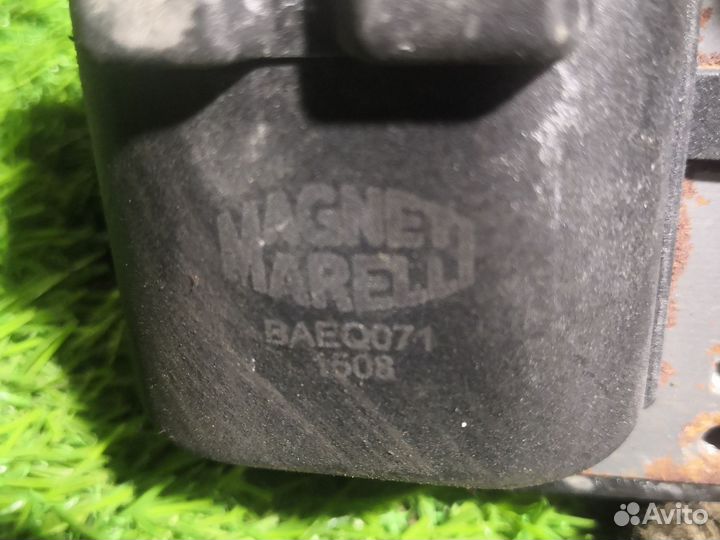 MAGNETI
MARELLI
BAEQ071
1508
Avito